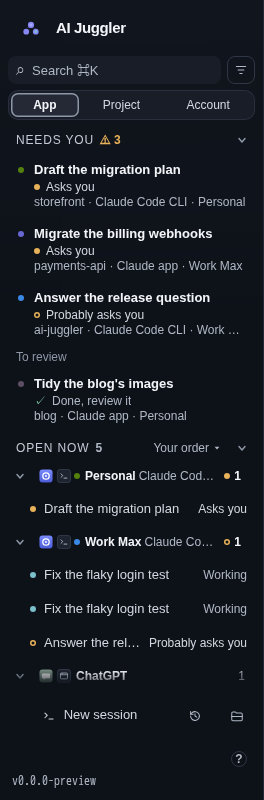 AI Juggler
Search ⌘K
App Project Account
NEEDS YOU 3
Draft the migration plan
Asks you
storefront · Claude Code CLI · Personal
Migrate the billing webhooks
Asks you
payments-api · Claude app · Work Max
Answer the release question
Probably asks you
ai-juggler · Claude Code CLI · Work …
To review
Tidy the blog's images
✓ Done, review it
blog · Claude app · Personal
OPEN NOW 5 Your order
Personal Claude Cod… 1
Draft the migration plan Asks you
Work Max Claude Co… 1
Fix the flaky login test Working
Fix the flaky login test Working
Answer the rel… Probably asks you
ChatGPT 1
New session
?
v0.0.0-preview